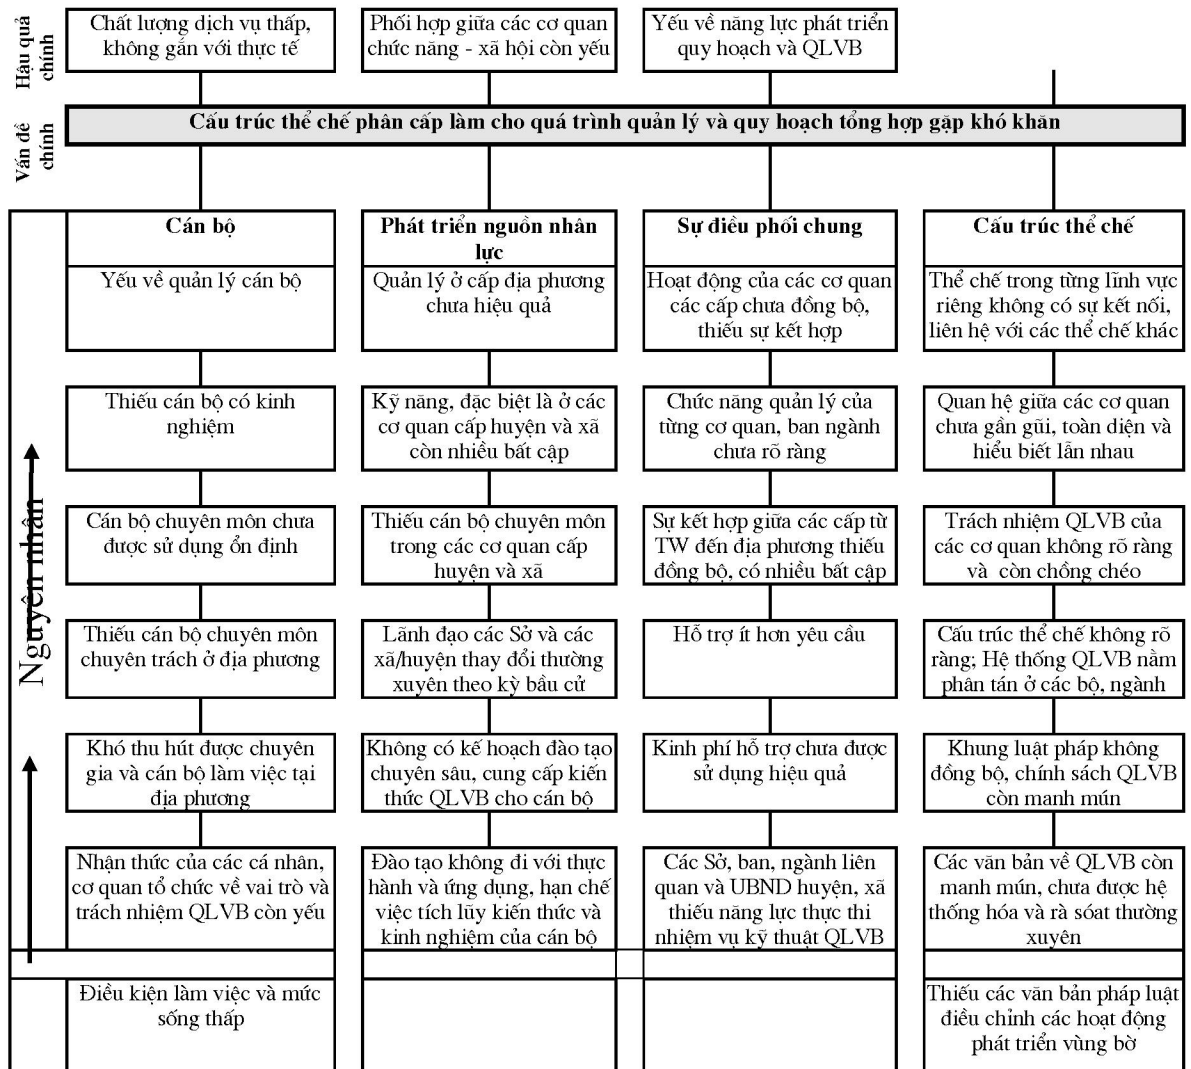 Hậu quả
chính
Chất lượng dịch vụ thấp,
không gắn với thực tế
Phối hợp giữa các cơ quan
chức năng - xã hội còn yếu
Yếu về năng lực phát triển
quy hoạch và QLVB
Vấn đề
chính
Cấu trúc thể chế phân cấp làm cho quá trình quản lý và quy hoạch tổng hợp gặp khó khăn
Nguyên nhân
Cán bộ
Yếu về quản lý cán bộ
Thiếu cán bộ có kinh
nghiệm
Cán bộ chuyên môn chưa
được sử dụng ổn định
Thiếu cán bộ chuyên môn
chuyên trách ở địa phương
Khó thu hút được chuyên
gia và cán bộ làm việc tại
địa phương
Nhận thức của các cá nhân,
cơ quan tổ chức về vai trò và
trách nhiệm QLVB còn yếu
Điều kiện làm việc và mức
sống thấp
Phát triển nguồn nhân
lực
Quản lý ở cấp địa phương
chưa hiệu quả
Kỹ năng, đặc biệt là ở các
cơ quan cấp huyện và xã
còn nhiều bất cập
Thiếu cán bộ chuyên môn
trong các cơ quan cấp
huyện và xã
Lãnh đạo các Sở và các
xã/huyện thay đổi thường
xuyên theo kỳ bầu cử
Không có kế hoạch đào tạo
chuyên sâu, cung cấp kiến
thức QLVB cho cán bộ
Đào tạo không đi với thực
hành và ứng dụng, hạn chế
việc tích lũy kiến thức và
kinh nghiệm của cán bộ
Sự điều phối chung
Hoạt động của các cơ quan
các cấp chưa đồng bộ,
thiếu sự kết hợp
Chức năng quản lý của
từng cơ quan, ban ngành
chưa rõ ràng
Sự kết hợp giữa các cấp từ
TW đến địa phương thiếu
đồng bộ, có nhiều bất cập
Hỗ trợ ít hơn yêu cầu
Kinh phí hỗ trợ chưa được
sử dụng hiệu quả
Các Sở, ban, ngành liên
quan và UBND huyện, xã
thiếu năng lực thực thi
nhiệm vụ kỹ thuật QLVB
Cấu trúc thể chế
Thể chế trong từng lĩnh vực
riêng không có sự kết nối,
liên hệ với các thể chế khác
Quan hệ giữa các cơ quan
chưa gần gũi, toàn diện và
hiểu biết lẫn nhau
Trách nhiệm QLVB của
các cơ quan không rõ ràng
và còn chồng chéo
Cấu trúc thể chế không rõ
ràng; Hệ thống QLVB nằm
phân tán ở các bộ, ngành
Khung luật pháp không
đồng bộ, chính sách QLVB
còn manh mún
Các văn bản về QLVB còn
manh mún, chưa được hệ
thống hóa và rà sóat thường
xuyên
Thiếu các văn bản pháp luật
điều chỉnh các hoạt động
phát triển vùng bờ